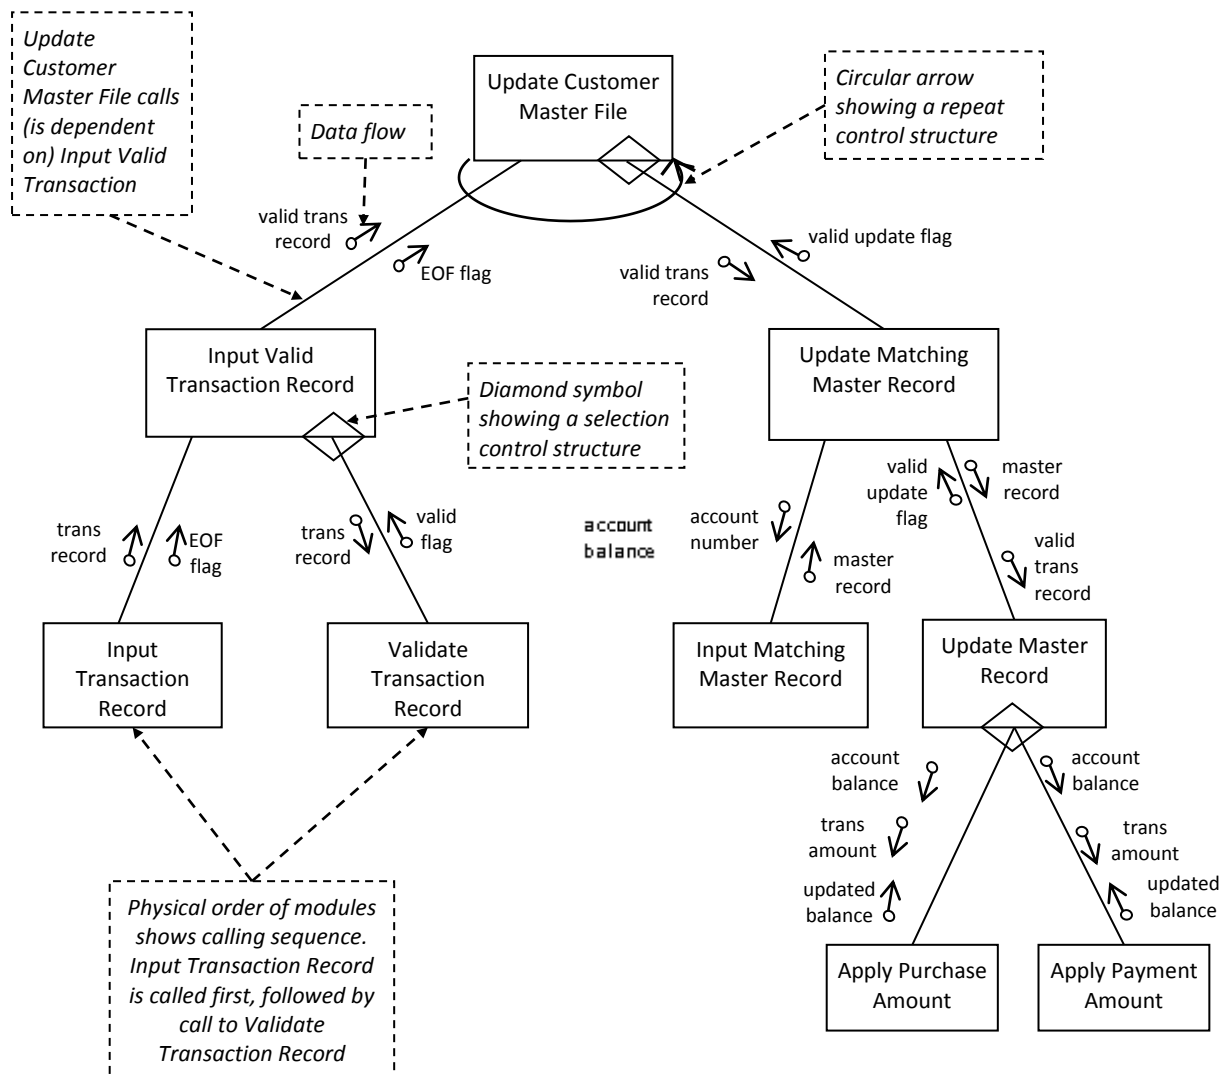 Update
Customer
Master File calls
(is dependent
on) Input Valid
Transaction
Data flow
Update Customer
Master File
Circular arrow
showing a repeat
control structure
valid trans
record
EOF flag
valid update flag
valid trans
record
Input Valid
Transaction Record
Update Matching
Master Record
Diamond symbol
showing a selection
control structure
trans
record
EOF
flag
trans
record
valid
flag
account
balance
account
number
master
record
valid
update
flag
master
record
valid
trans
record
Input
Transaction
Record
Validate
Transaction
Record
Input Matching
Master Record
Update Master
Record
account
balance
trans
amount
updated
balance
account
balance
trans
amount
updated
balance
Physical order of modules
shows calling sequence.
Input Transaction Record
is called first, followed by
call to Validate
Transaction Record
Apply Purchase
Amount
Apply Payment
Amount